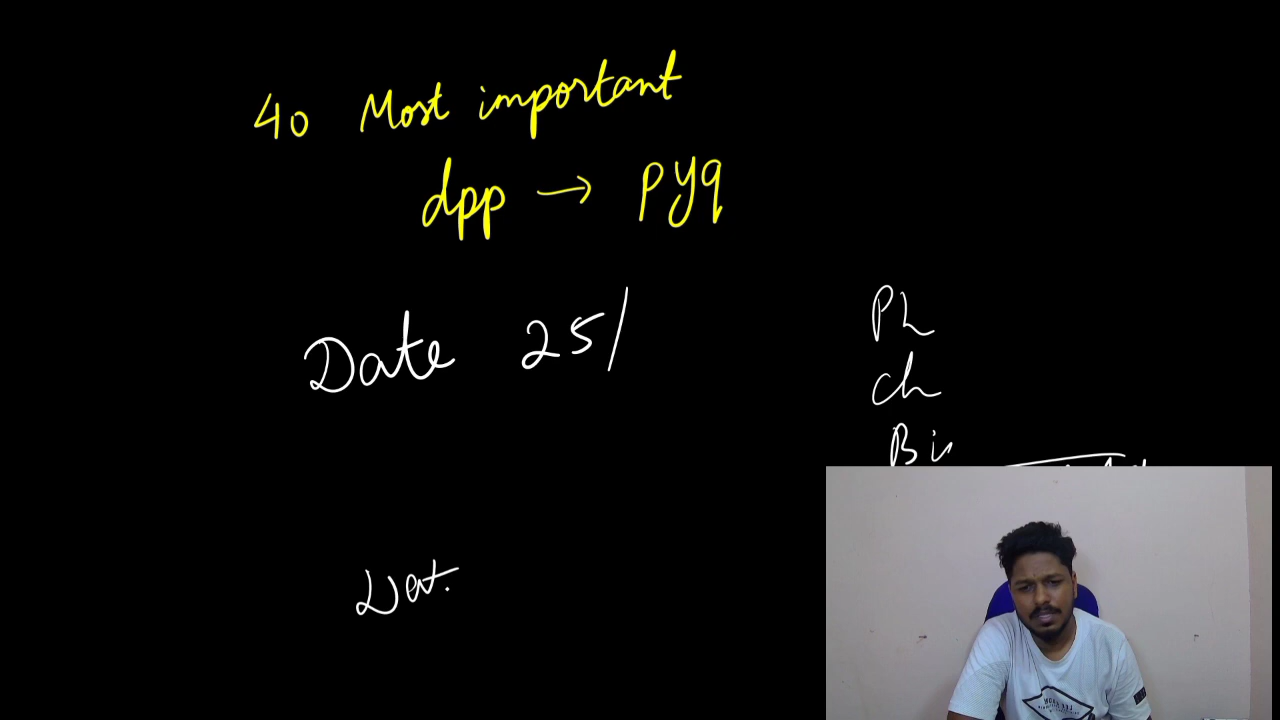 40 Most important
dpp → pyq
Date 25/
Ph
ch
Bi